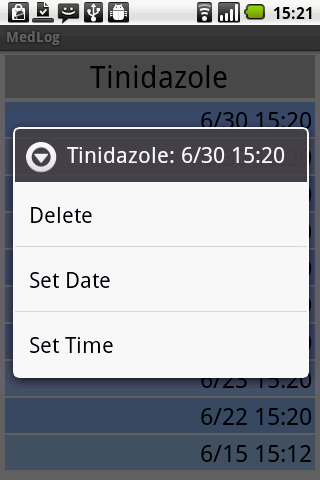 15:21
MedLog
Tinidazole
6/30 15:20
Tinidazole: 6/30 15:20
Delete
Set Date
Set Time
6/23 15:20
6/22 15:20
6/15 15:12